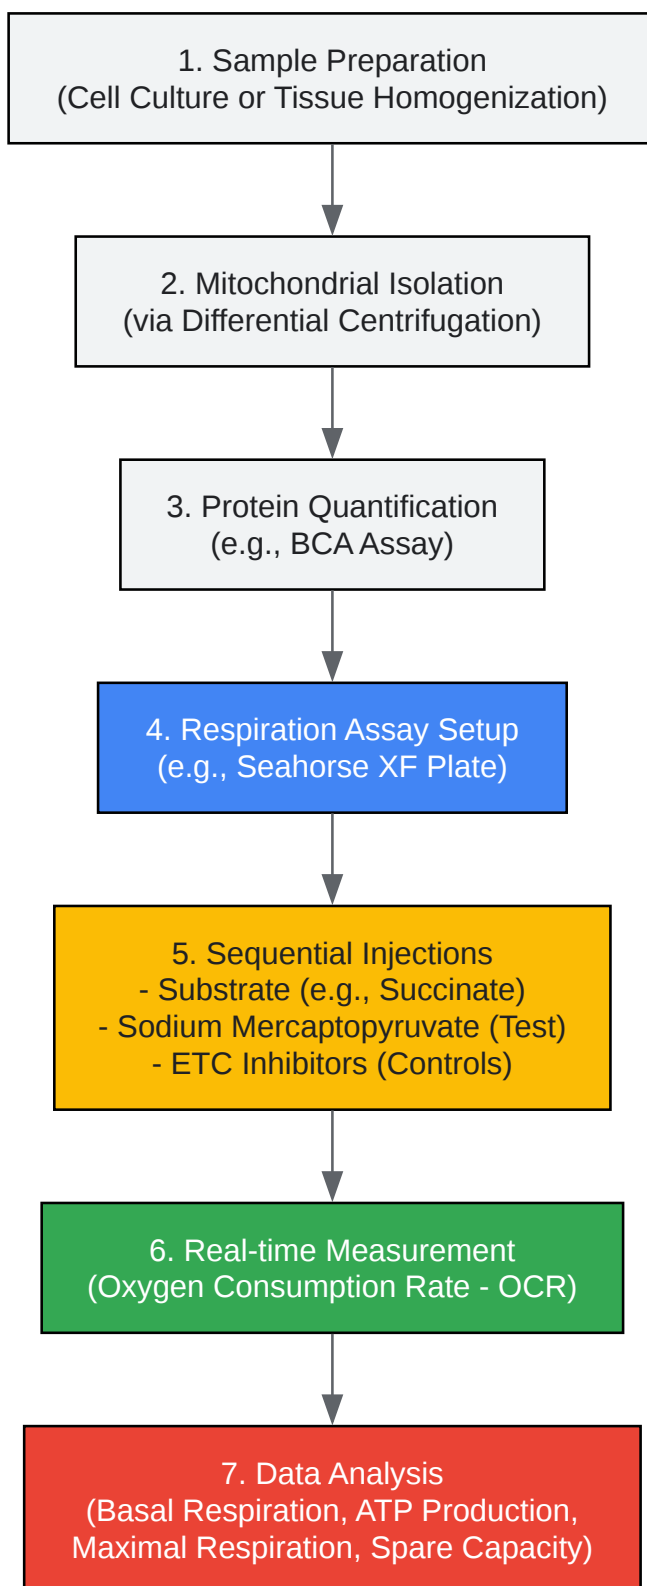 1. Sample Preparation
(Cell Culture or Tissue Homogenization)
2. Mitochondrial Isolation
(via Differential Centrifugation)
3. Protein Quantification
(e.g., BCA Assay)
4. Respiration Assay Setup
(e.g., Seahorse XF Plate)
5. Sequential Injections
- Substrate (e.g., Succinate)
- Sodium Mercaptopyruvate (Test)
- ETC Inhibitors (Controls)
6. Real-time Measurement
(Oxygen Consumption Rate - OCR)
7. Data Analysis
(Basal Respiration, ATP Production,
Maximal Respiration, Spare Capacity)